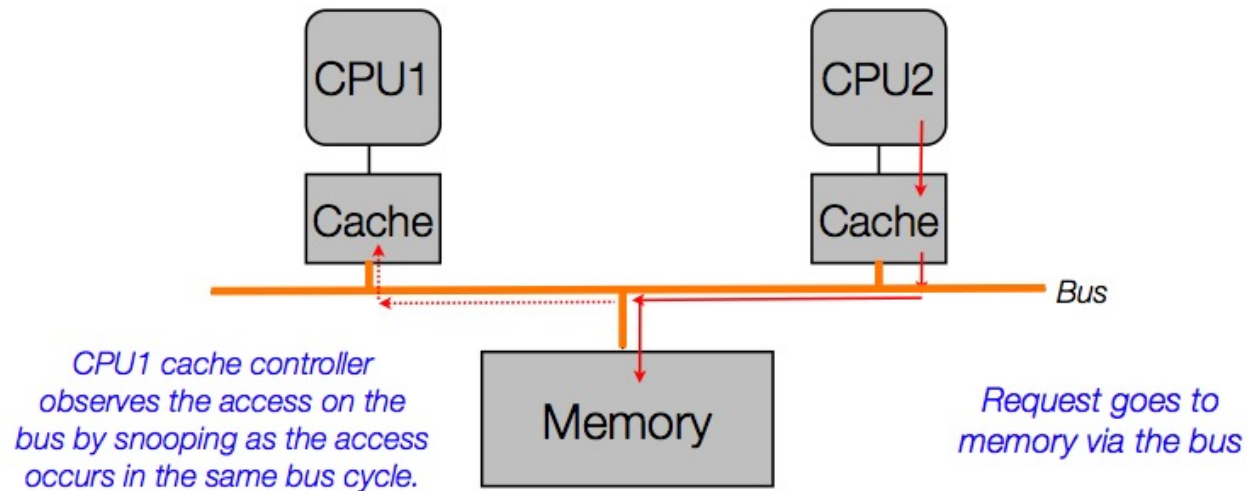 CPU1
CPU2
Cache
Cache
Bus
CPU1 cache controller
observes the access on the
bus by snooping as the access
occurs in the same bus cycle.
Memory
Request goes to
memory via the bus